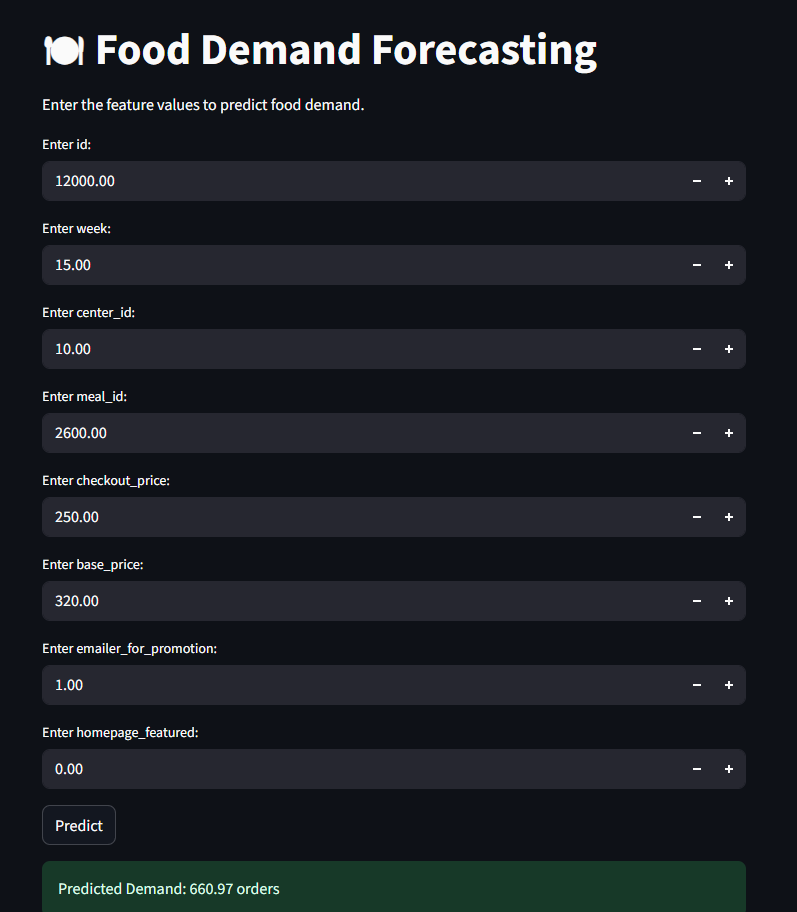 🍽 Food Demand Forecasting
Enter the feature values to predict food demand.
Enter id:
12000.00
Enter week:
15.00
Enter center_id:
10.00
Enter meal_id:
2600.00
Enter checkout_price:
250.00
Enter base_price:
320.00
Enter emailer_for_promotion:
1.00
Enter homepage_featured:
0.00
Predict
Predicted Demand: 660.97 orders